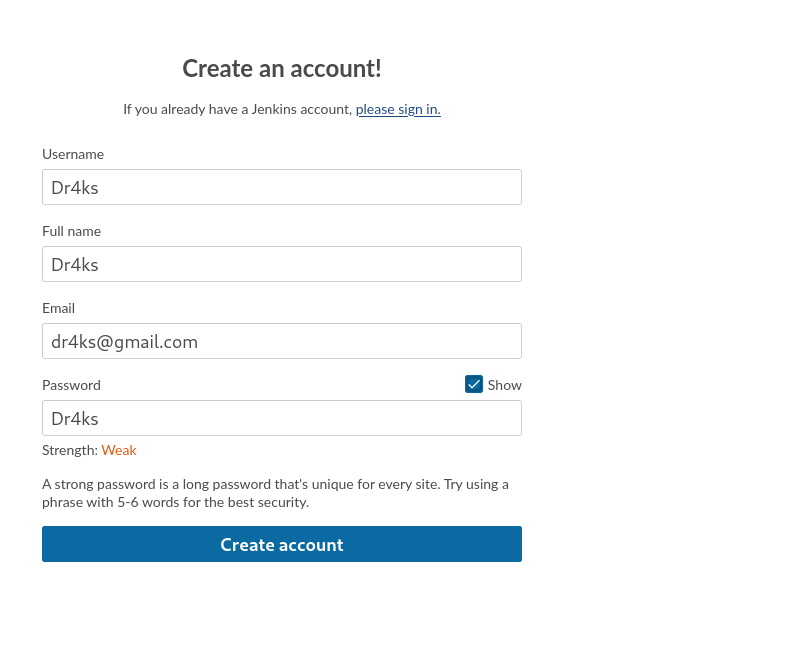 Create an account!
If you already have a Jenkins account, please sign in.
Username
Dr4ks
Full name
Dr4ks
Email
dr4ks@gmail.com
Password Show
Dr4ks
Strength: Weak
A strong password is a long password that's unique for every site. Try using a
phrase with 5-6 words for the best security.
Create account